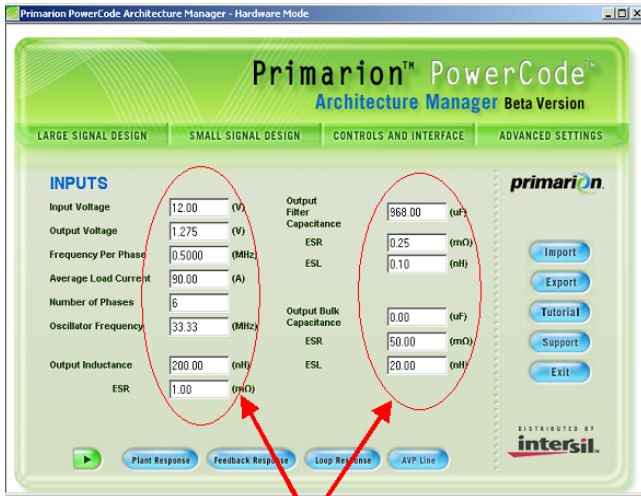 Primarion PowerCode Architecture Manager - Hardware Mode
Primarion™ PowerCode™
Architecture Manager Beta Version
LARGE SIGNAL DESIGN SMALL SIGNAL DESIGN CONTROLS AND INTERFACE ADVANCED SETTINGS
INPUTS
Input Voltage 12.00 (V)
Output Voltage 1.275 (V)
Frequency Per Phase 0.5000 (MHz)
Average Load Current 90.00 (A)
Number of Phases 6
Oscillator Frequency 33.33 (MHz)
Output Inductance 200.00 (nH)
ESR 1.00 (mΩ)
Output
Filter
Capacitance 968.00 (uF)
ESR 0.25 (mΩ)
ESL 0.10 (nH)
Output Bulk
Capacitance 0.00 (uF)
ESR 50.00 (mΩ)
ESL 20.00 (nH)
primarion.
Import
Export
Tutorial
Support
Exit
DISTRIBUTED BY
intersil.
Plant Response Feedback Response Loop Response AVP Line